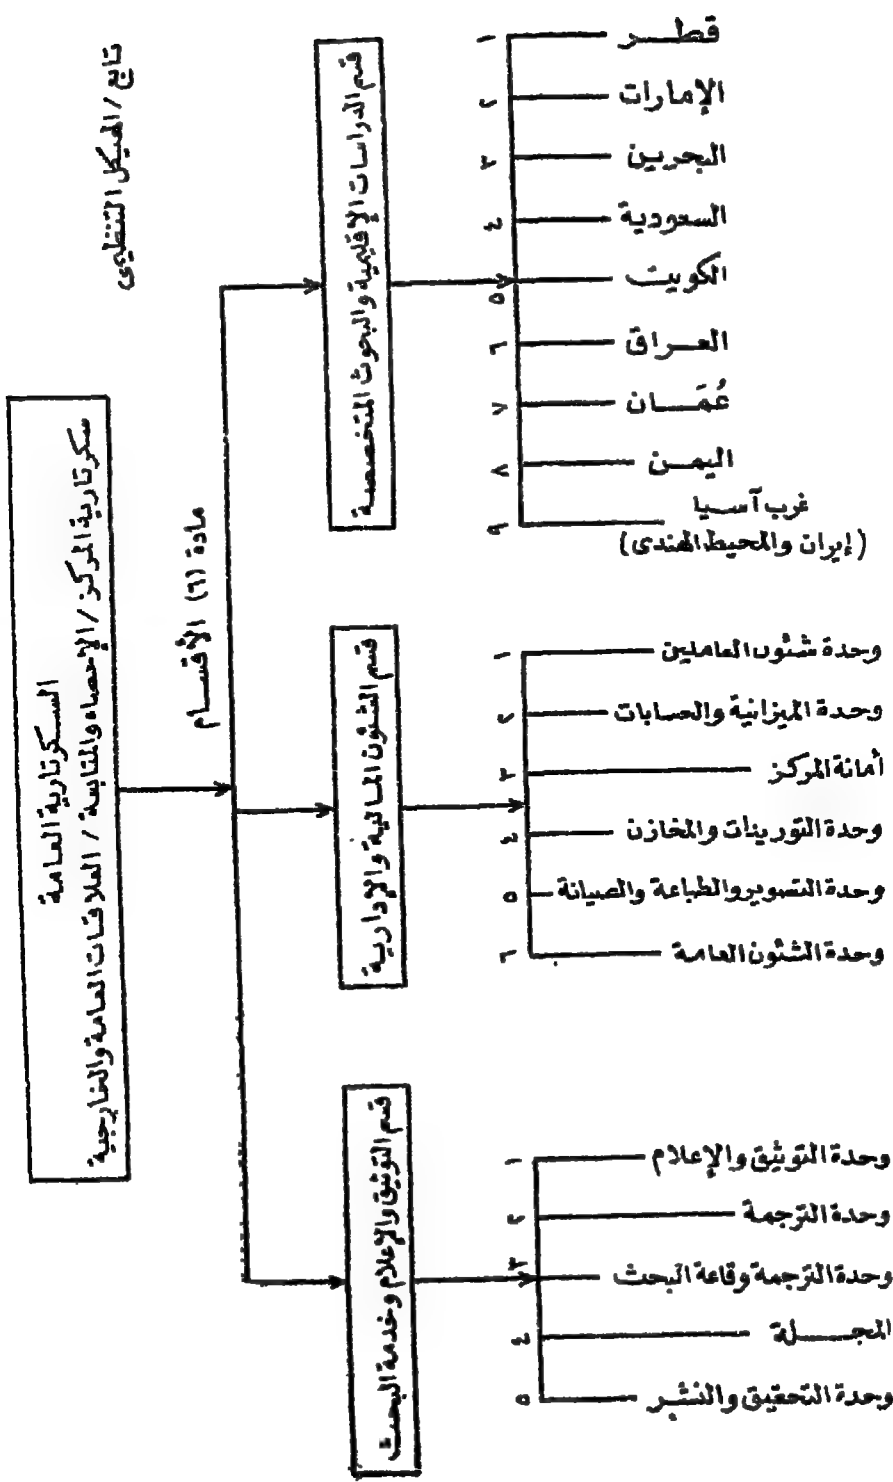 تابع / الهيكل التنظيمى
السكرتارية العامة
سكرتارية المركز / الإحصاء والمتابعة / العلاقات العامة والخارجية
مادة (٦) الأقسام
قسم الدراسات الإقليمية والبحوث المتخصصة
١ قطر
٢ الإمارات
٣ البحرين
٤ السعودية
٥ الكويت
٦ العراق
٧ عُمَان
٨ اليمن
٩ غرب آسيا
(إيران والمحيط الهندى)
قسم الشئون المالية والإدارية
١ وحدة شئون العاملين
٢ وحدة الميزانية والحسابات
٣ أمانة المركز
٤ وحدة التوريدات والمخازن
٥ وحدة التصوير والطباعة والصيانة
٦ وحدة الشئون العامة
قسم التوثيق والإعلام وخدمة البحث
١ وحدة التوثيق والإعلام
٢ وحدة الترجمة
٣ وحدة الترجمة وقاعة البحث
٤ المجلة
٥ وحدة التحقيق والنشر